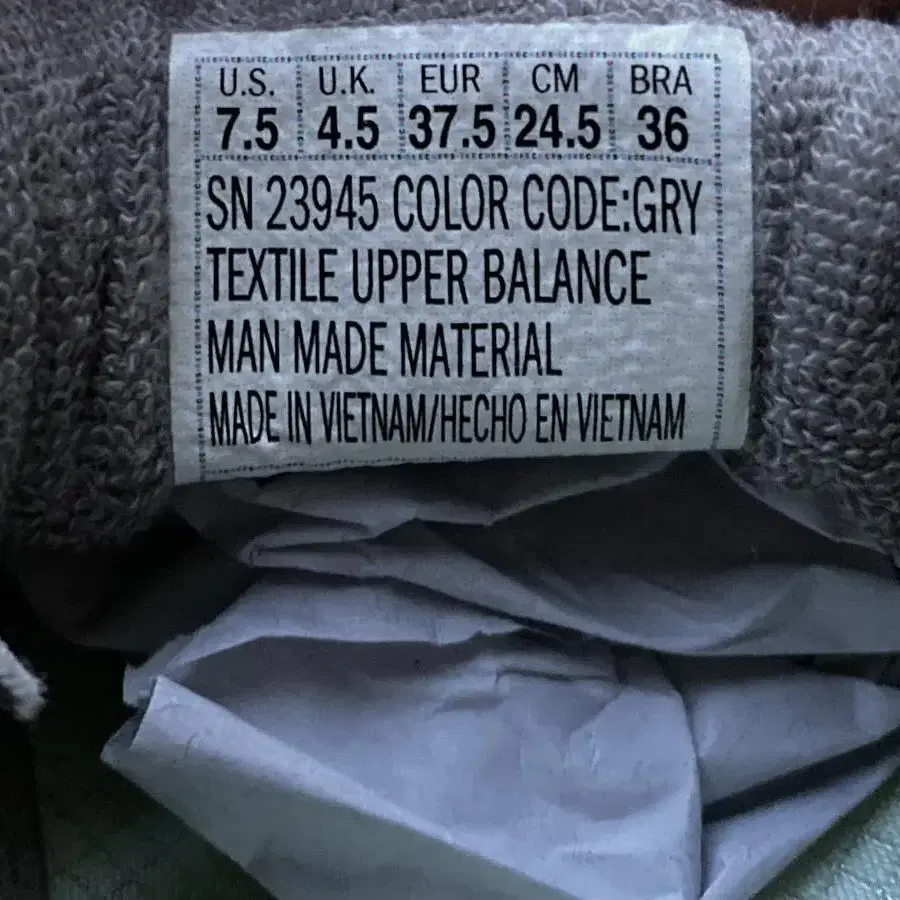 U.S. U.K. EUR CM BRA
7.5 4.5 37.5 24.5 36
SN 23945 COLOR CODE:GRY
TEXTILE UPPER BALANCE
MAN MADE MATERIAL
MADE IN VIETNAM/HECHO EN VIETNAM